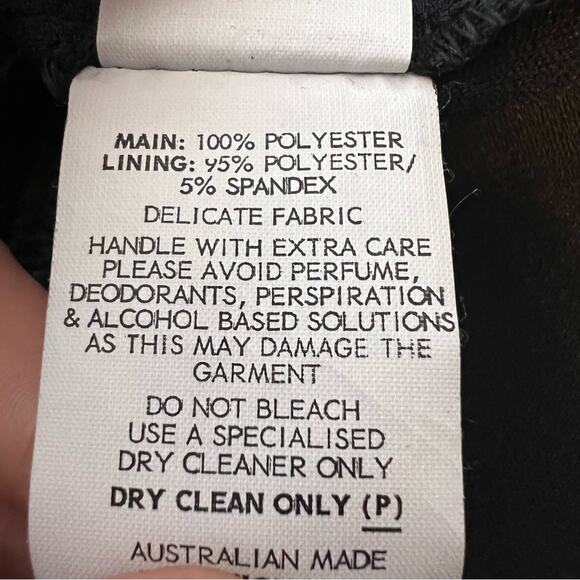 MAIN: 100% POLYESTER
LINING: 95% POLYESTER/
5% SPANDEX
DELICATE FABRIC
HANDLE WITH EXTRA CARE
PLEASE AVOID PERFUME,
DEODORANTS, PERSPIRATION
& ALCOHOL BASED SOLUTIONS
AS THIS MAY DAMAGE THE
GARMENT
DO NOT BLEACH
USE A SPECIALISED
DRY CLEANER ONLY
DRY CLEAN ONLY (P)
AUSTRALIAN MADE